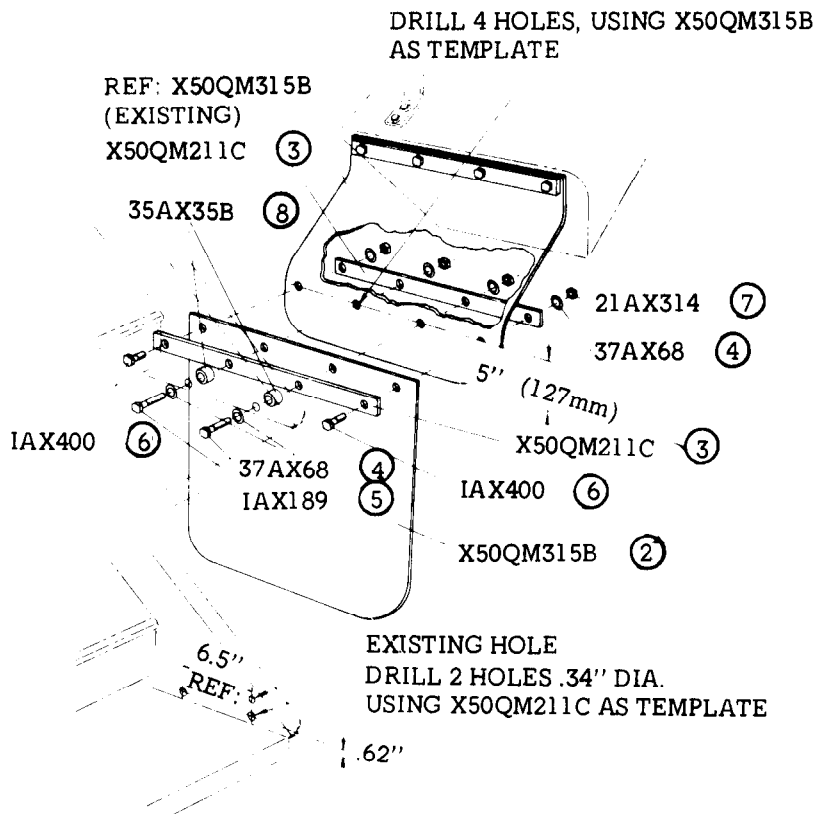 DRILL 4 HOLES, USING X50QM315B
AS TEMPLATE
REF: X50QM315B
(EXISTING)
X50QM211C 3
35AX35B 8
21AX314 7
37AX68 4
5" (127mm)
X50QM211C 3
IAX400 6
37AX68 4
IAX189 5
IAX400 6
X50QM315B 2
EXISTING HOLE
DRILL 2 HOLES .34" DIA.
USING X50QM211C AS TEMPLATE
6.5"
REF:
.62"